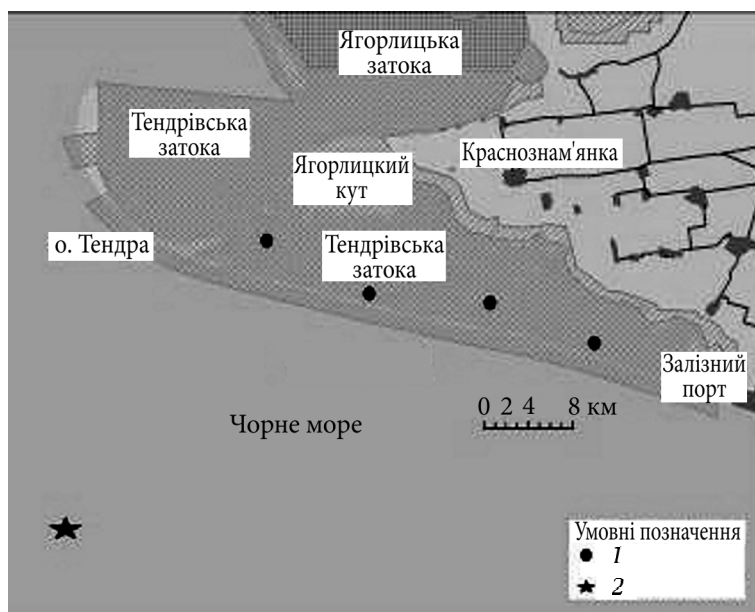 Ягорлицька
затока
Тендрівська
затока
Краснознам'янка
Ягорлицкий
кут
о. Тендра
Тендрівська
затока
Залізний
порт
0 2 4 8 км
Чорне море
Умовні позначення
1
2